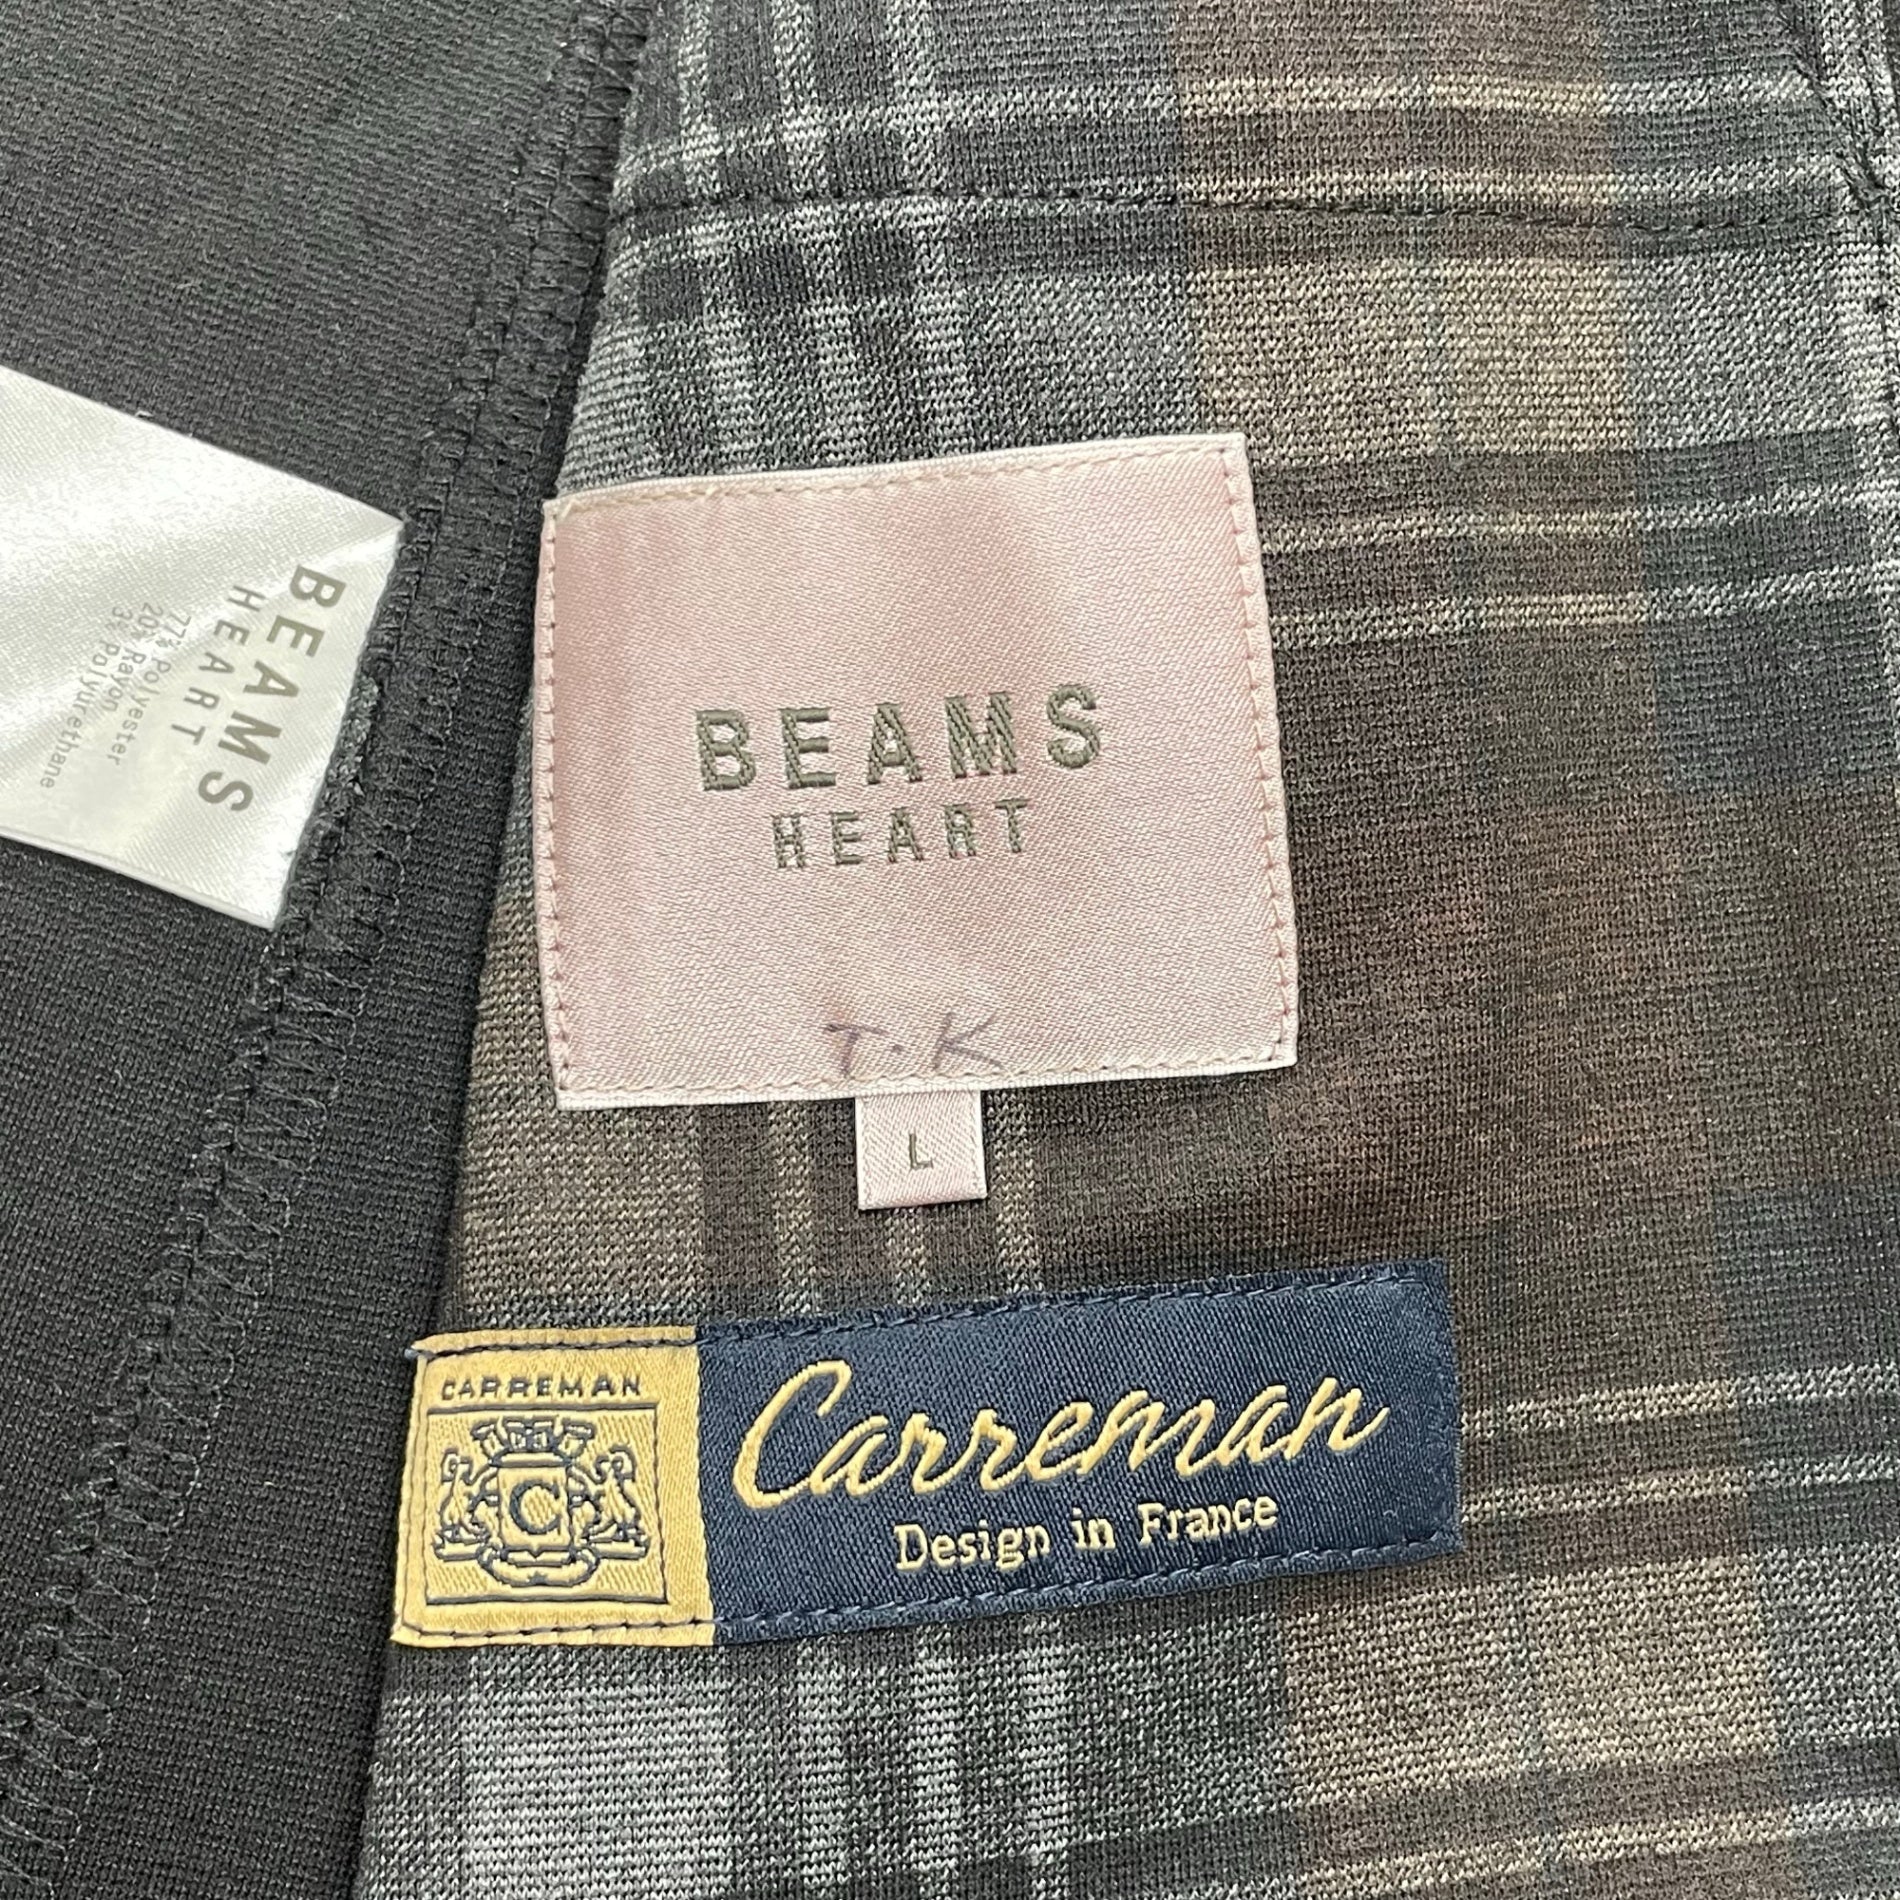 BEAMS
HEART
77% Polyester
20% Rayon
3% Polyurethane
BEAMS
HEART
T.K
L
CARREMAN
C
Carreman
Design in France